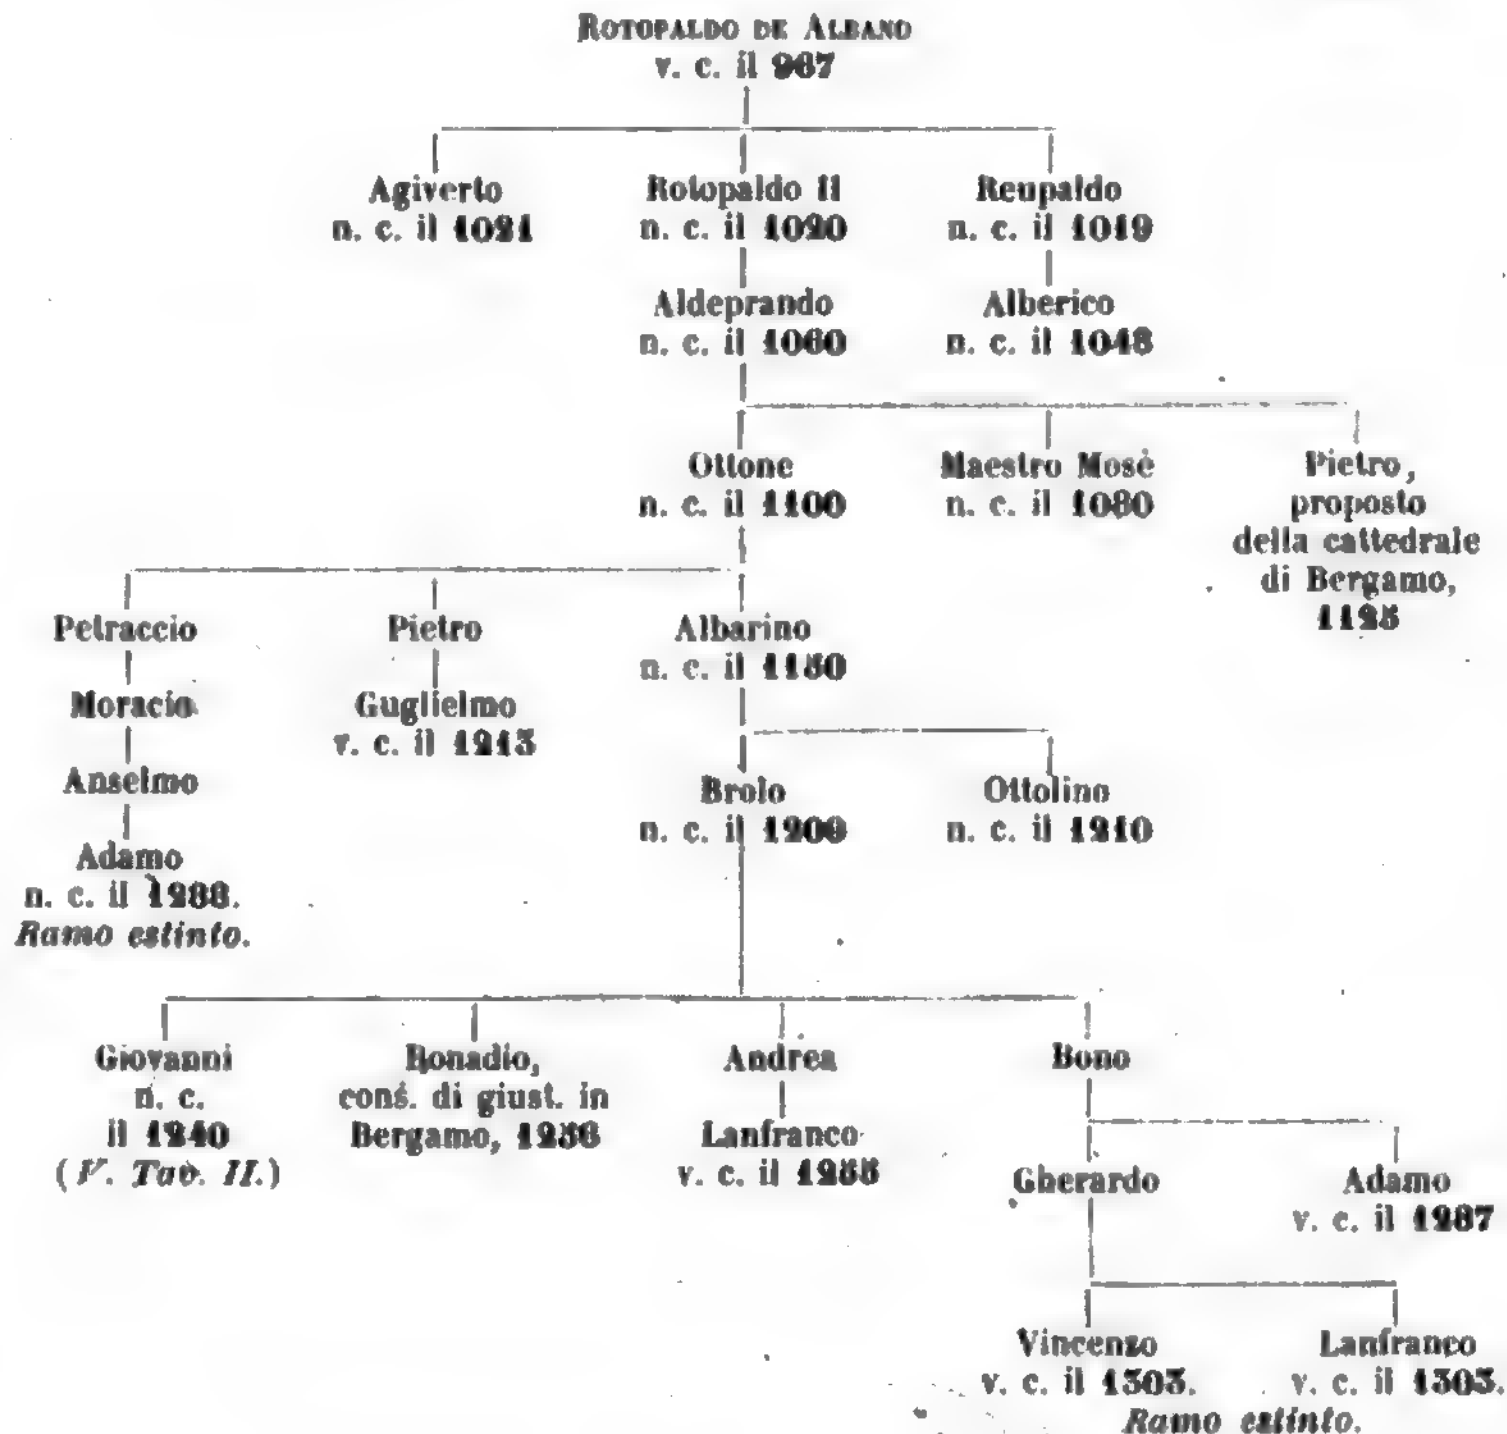 ROTOPALDO DE ALBANO
v. c. il 967
Agiverto
n. c. il 1021
Rotopaldo II
n. c. il 1020
Reupaldo
n. c. il 1019
Aldeprando
n. c. il 1060
Alberico
n. c. il 1048
Ottone
n. c. il 1100
Maestro Mosè
n. c. il 1080
Pietro,
proposto
della cattedrale
di Bergamo,
1125
Petraccio
Pietro
Albarino
n. c. il 1150
Moracio
Guglielmo
v. c. il 1213
Anselmo
Brolo
n. c. il 1200
Ottolino
n. c. il 1210
Adamo
n. c. il
Ramo estinto.
Giovanni
n. c.
il 1240
(V. Tav. II.)
Bonadio,
cons. di giust. in
Bergamo, 1256
Andrea
Bono
Lanfranco
v. c. il
Gherardo
Adamo
v. c. il
Vincenzo
v. c. il 1303.
Lanfranco
v. c. il 1303.
Ramo estinto.